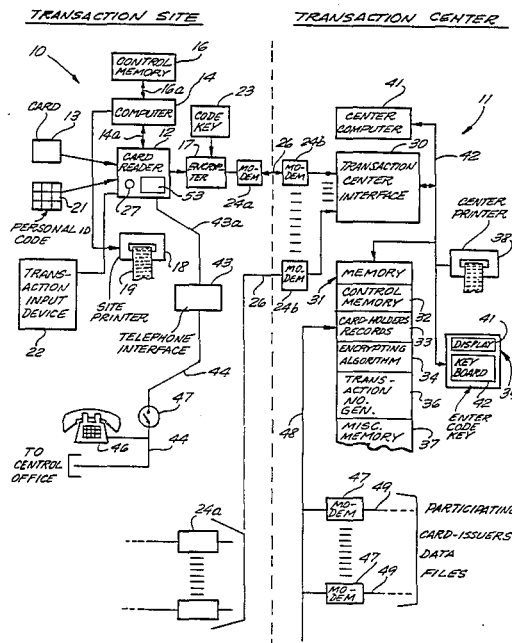 TRANSACTION SITE
TRANSACTION CENTER
10
16
CONTROL
MEMORY
16a
14
COMPUTER
CARD
13
14a
12
CARD
READER
53
27
23
CODE
KEY
17
ENCRYP-
TER
MO-
DEM
24a
26
24b
MO-
DEM
41
CENTER
COMPUTER
11
30
42
TRANSACTION
CENTER
INTERFACE
21
PERSONAL ID
CODE
43a
18
19
SITE
PRINTER
TRANS-
ACTION
INPUT
DEVICE
22
43
TELEPHONE
INTERFACE
44
47
46
44
TO
CENTRAL
OFFICE
26
MO-
DEM
24b
CENTER
PRINTER
38
31
MEMORY
CONTROL
MEMORY
32
CARD-HOLDERS
RECORDS
33
ENCRYPTING
ALGORITHM
34
TRANS-
ACTION
NO. GEN.
36
MISC.
MEMORY
37
41
DISPLAY
KEY
BOARD
42
39
ENTER
CODE
KEY
48
24a
47
MO-
DEM
49
47
MO-
DEM
49
PARTICIPATING
CARD-ISSUERS
DATA
FILES